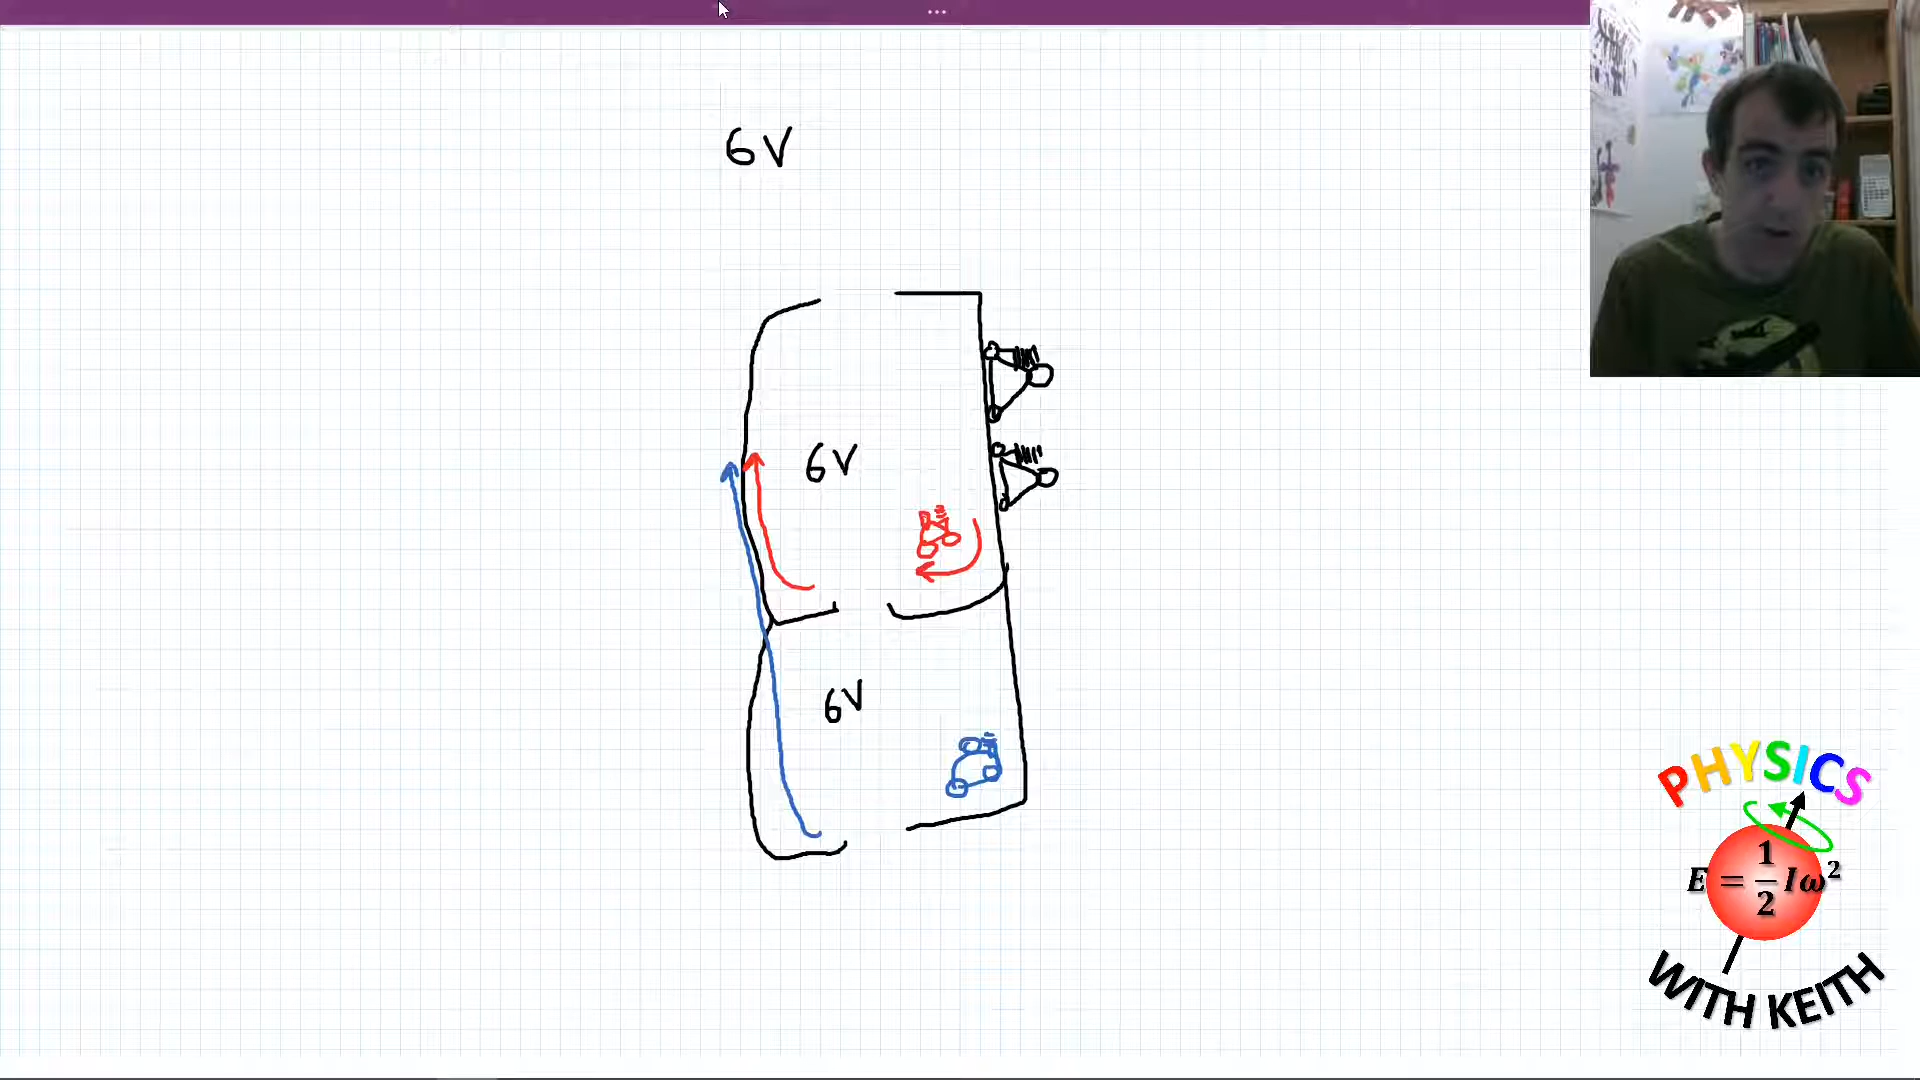 6V
6V
6V
PHYSICS
E = 1/2 Iω²
WITH KEITH